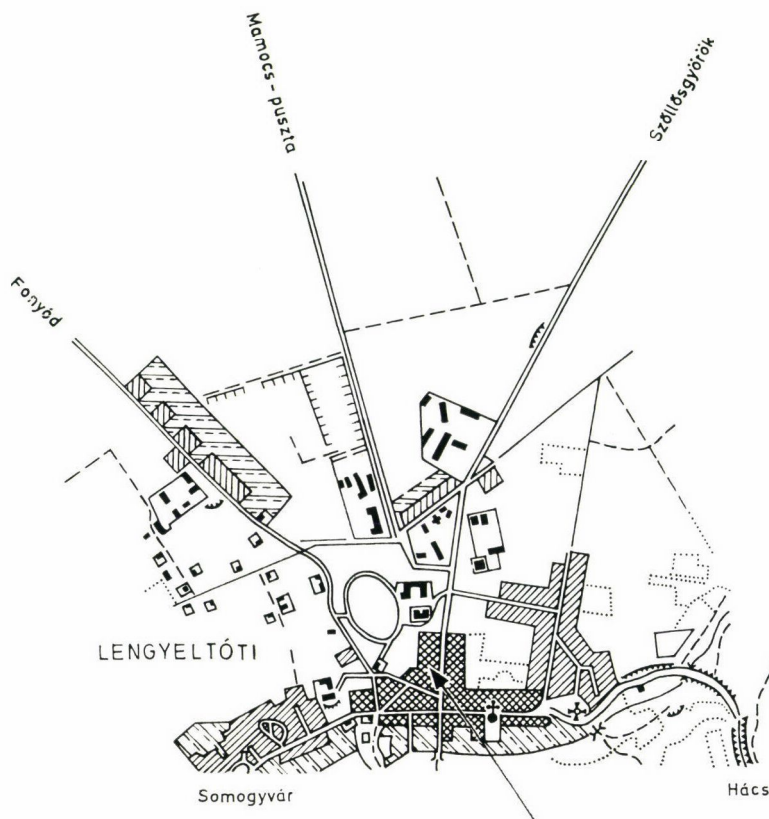 Mamocs - puszta
Szőllősgyörök
Fonyód
LENGYELTÓTI
Somogyvár
Hács